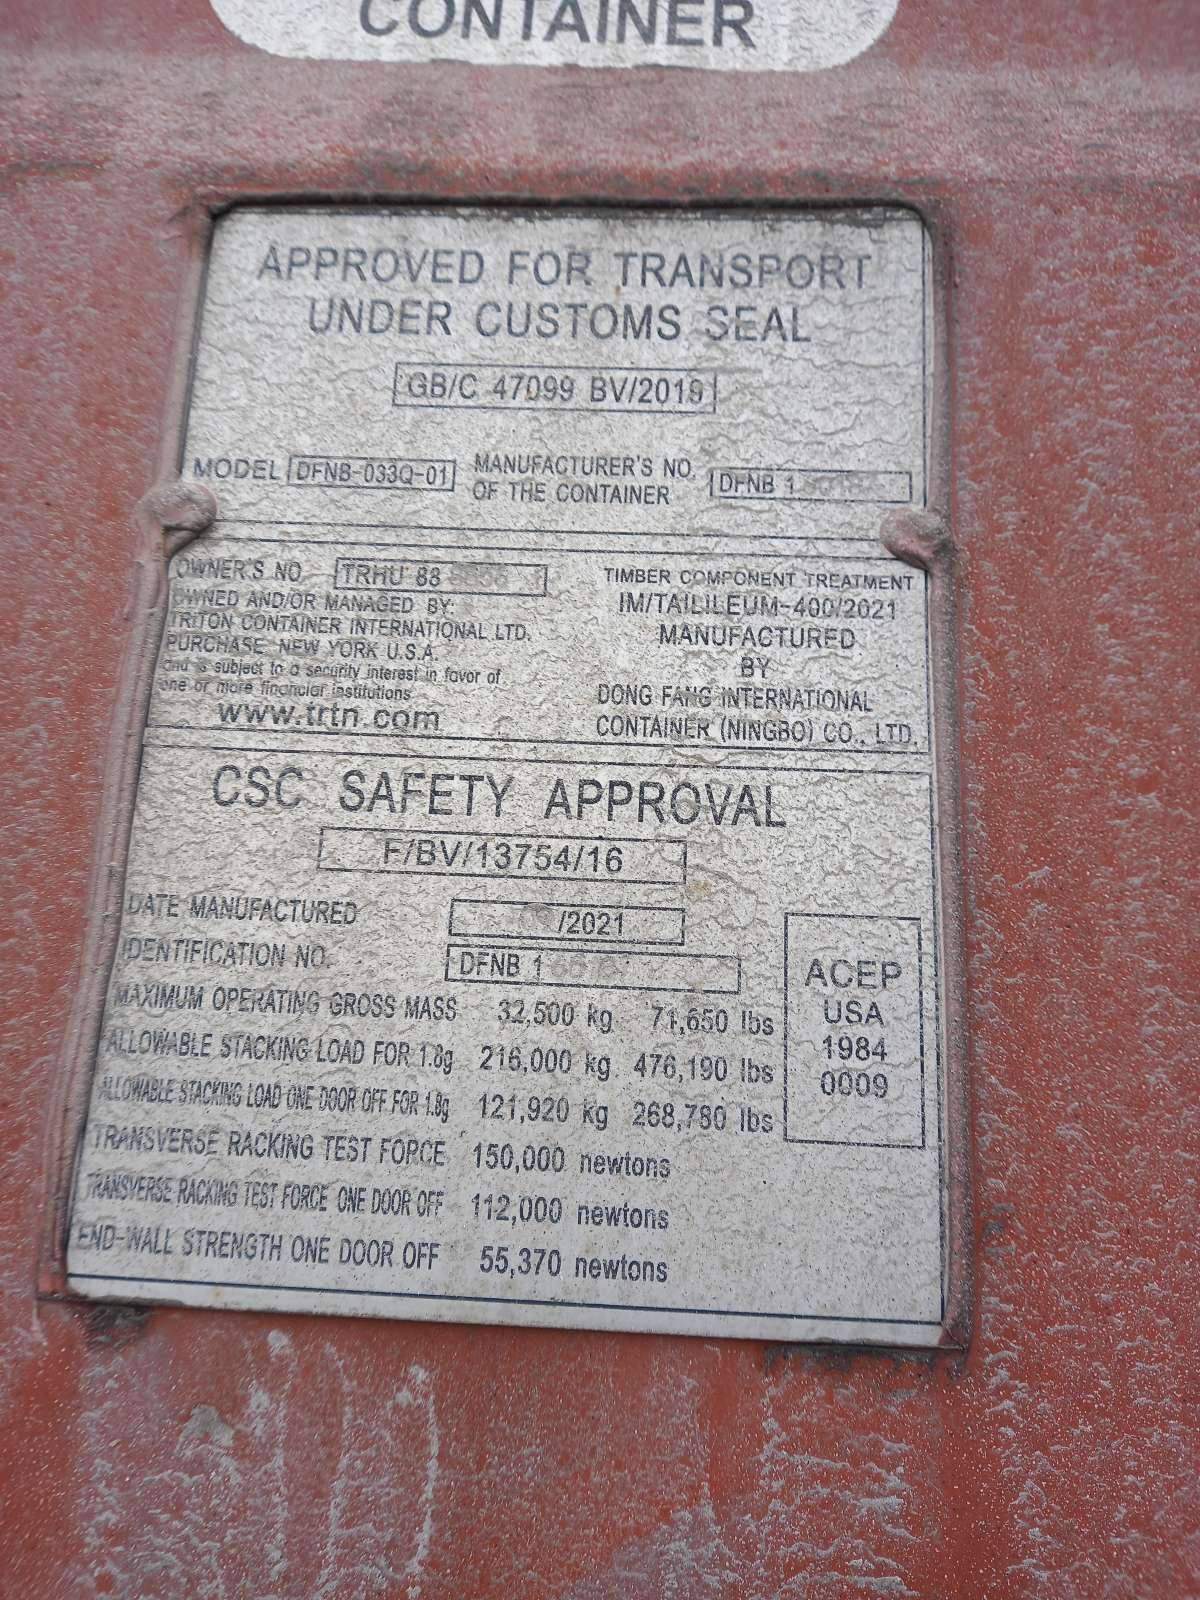 CONTAINER
APPROVED FOR TRANSPORT
UNDER CUSTOMS SEAL
GB/C 47099 BV/2019
MODEL DFNB-033Q-01 MANUFACTURER'S NO. OF THE CONTAINER DFNB 1
OWNER'S NO TRHU 88
OWNED AND/OR MANAGED BY:
TRITON CONTAINER INTERNATIONAL LTD.
PURCHASE, NEW YORK U.S.A.
and is subject to a security interest in favor of
one or more financial institutions
www.trtn.com
TIMBER COMPONENT TREATMENT
IM/TAILILEUM-400/2021
MANUFACTURED
BY
DONG FANG INTERNATIONAL
CONTAINER (NINGBO) CO., LTD.
CSC SAFETY APPROVAL
F/BV/13754/16
DATE MANUFACTURED /2021
IDENTIFICATION NO. DFNB 1
MAXIMUM OPERATING GROSS MASS 32,500 kg 71,650 lbs
ALLOWABLE STACKING LOAD FOR 1.8g 216,000 kg 476,190 lbs
ALLOWABLE STACKING LOAD ONE DOOR OFF FOR 1.8g 121,920 kg 268,780 lbs
TRANSVERSE RACKING TEST FORCE 150,000 newtons
TRANSVERSE RACKING TEST FORCE ONE DOOR OFF 112,000 newtons
END-WALL STRENGTH ONE DOOR OFF 55,370 newtons
ACEP
USA
1984
0009